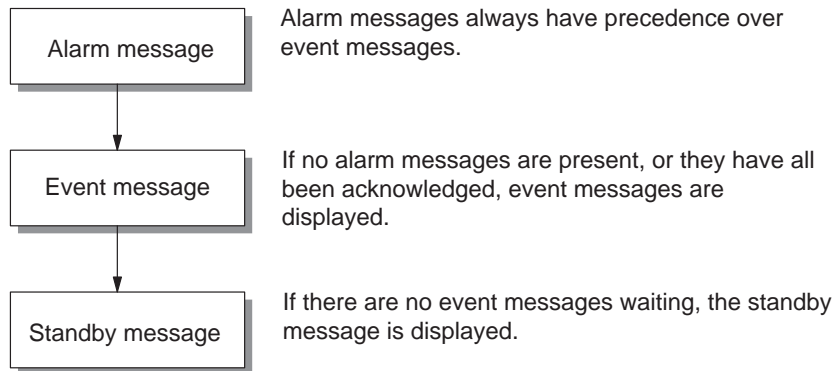 Alarm message
Alarm messages always have precedence over
event messages.
Event message
If no alarm messages are present, or they have all
been acknowledged, event messages are
displayed.
Standby message
If there are no event messages waiting, the standby
message is displayed.